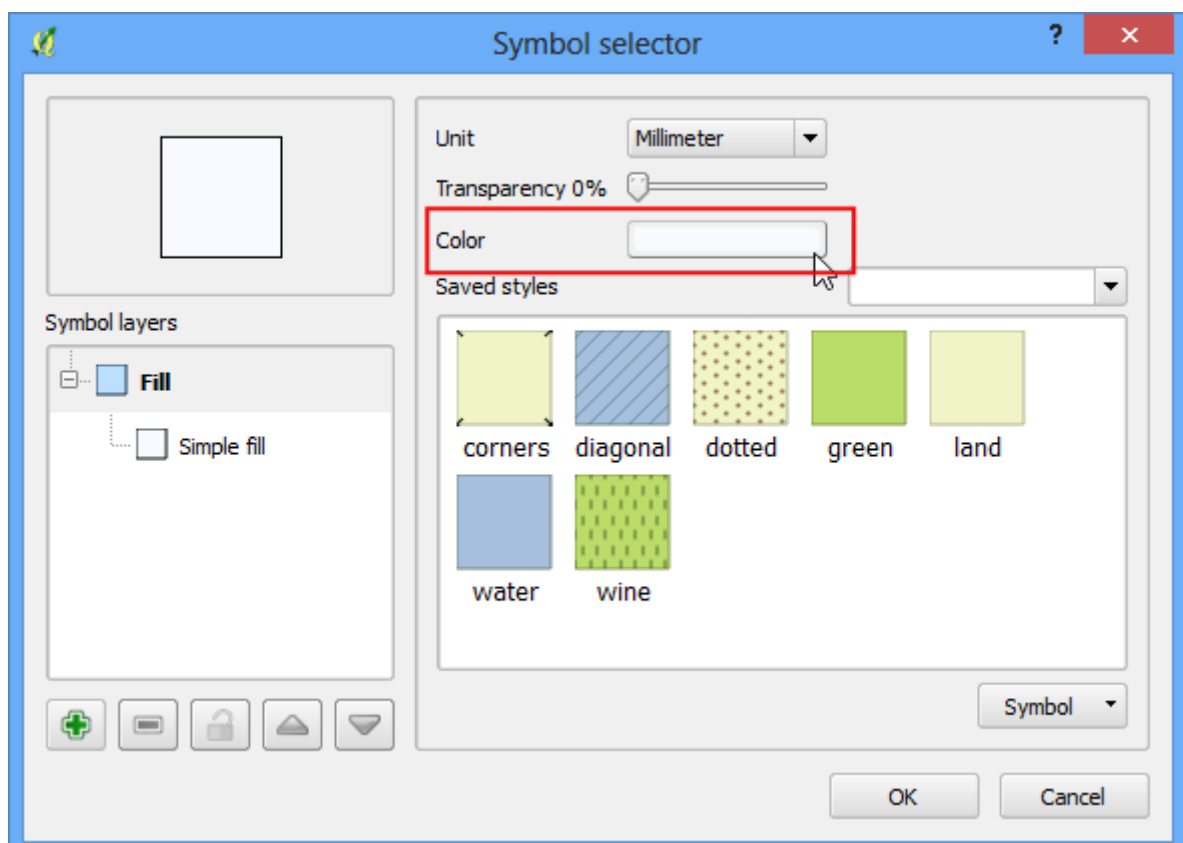 Symbol selector
?
Unit
Millimeter
Transparency 0%
Color
Saved styles
Symbol layers
Fill
Simple fill
corners diagonal dotted green land
water wine
Symbol
OK Cancel